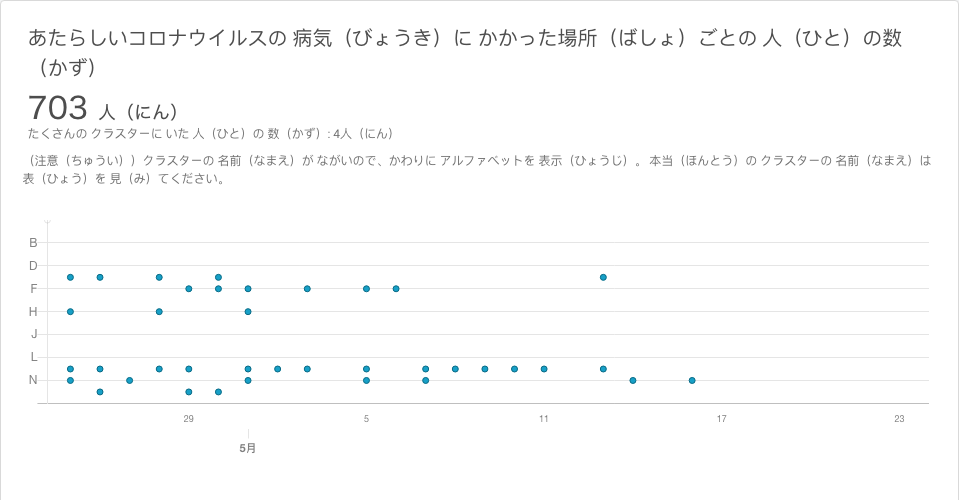 あたらしいコロナウイルスの 病気（びょうき）に かかった場所（ばしょ）ごとの 人（ひと）の数
（かず）
703 人（にん）
たくさんの クラスターに いた 人（ひと）の 数（かず）: 4人（にん）
（注意（ちゅうい））クラスターの 名前（なまえ）が ながいので、かわりに アルファベットを 表示（ひょうじ）。 本当（ほんとう）の クラスターの 名前（なまえ）は
表（ひょう）を 見（み）てください。
B
D
F
H
J
L
N
29 5 11 17 23
5月